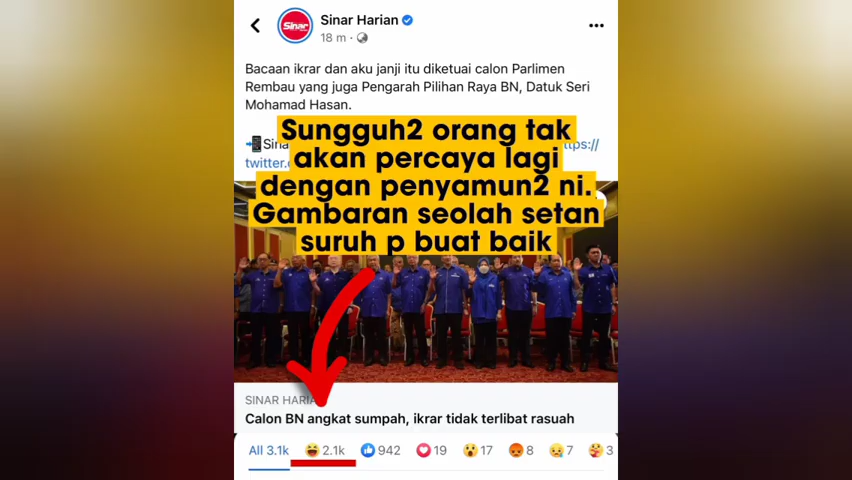 Sinar Harian
Sinar
18 m ·
Bacaan ikrar dan aku janji itu diketuai calon Parlimen
Rembau yang juga Pengarah Pilihan Raya BN, Datuk Seri
Mohamad Hasan.
Sungguh2 orang tak
akan percaya lagi
dengan penyamun2 ni.
Gambaran seolah setan
suruh p buat baik
SINAR HARIAN
Calon BN angkat sumpah, ikrar tidak terlibat rasuah
All 3.1k 2.1k 942 19 17 8 7 3